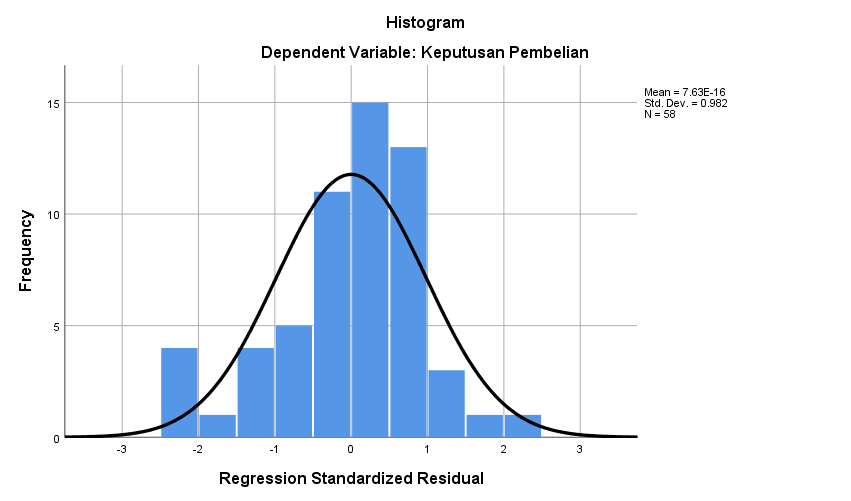 Histogram
Dependent Variable: Keputusan Pembelian
Mean = 7.63E-16
Std. Dev. = 0.982
N = 58
15
10
5
0
Frequency
-3
-2
-1
0
1
2
3
Regression Standardized Residual